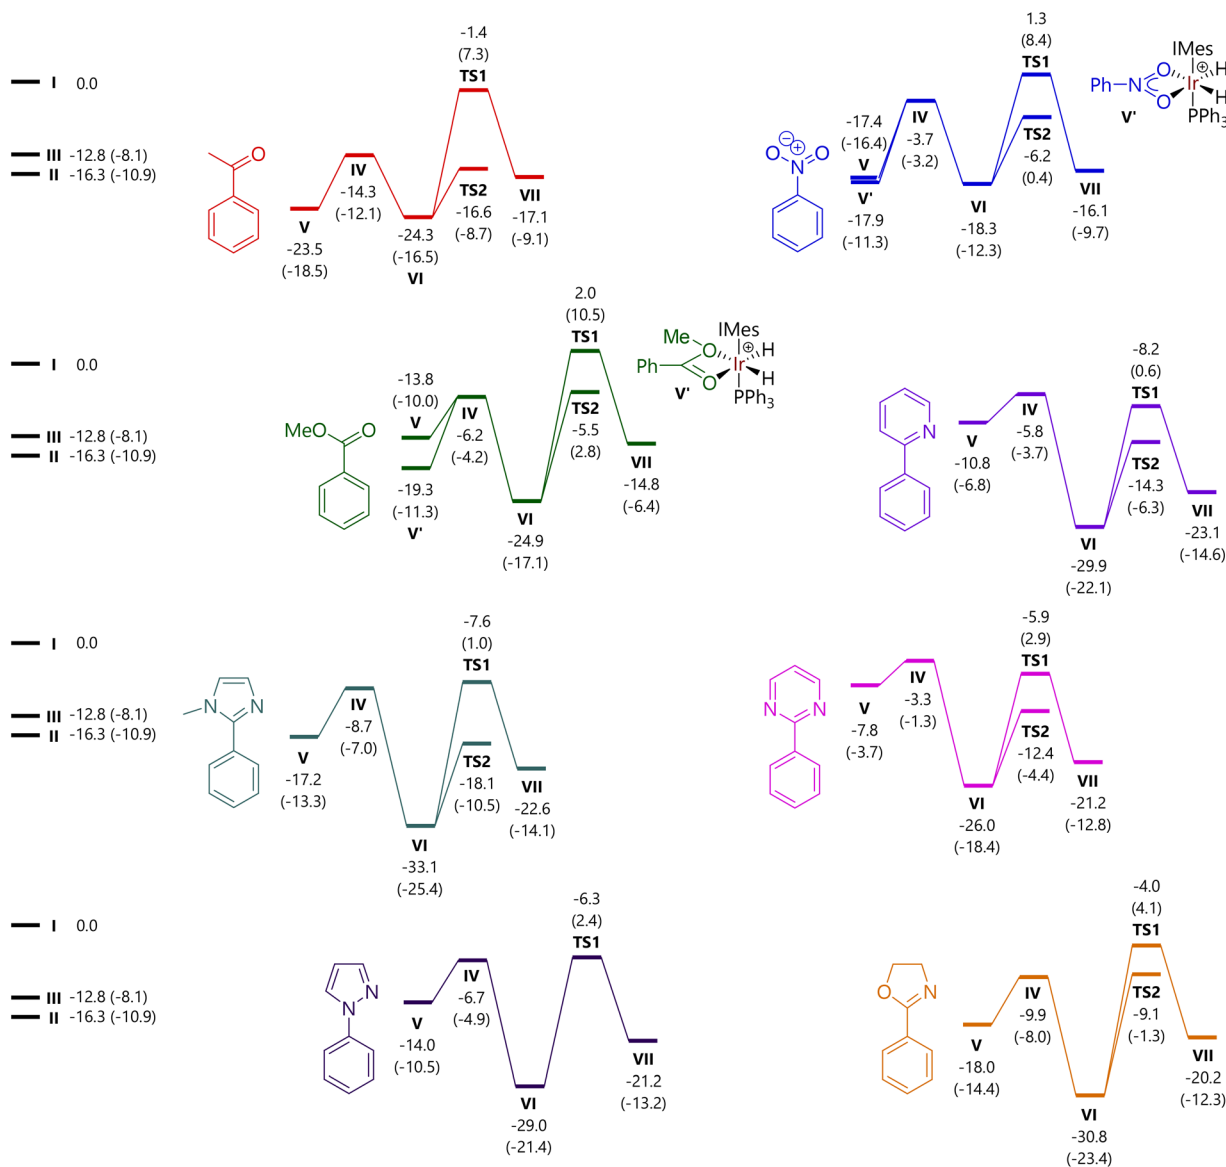 I 0.0
III -12.8 (-8.1)
II -16.3 (-10.9)
O
V
-23.5
(-18.5)
IV
-14.3
(-12.1)
-24.3
(-16.5)
VI
-1.4
(7.3)
TS1
TS2
-16.6
(-8.7)
VII
-17.1
(-9.1)
O N O
− +
-17.4
(-16.4)
V
V'
-17.9
(-11.3)
IV
-3.7
(-3.2)
VI
-18.3
(-12.3)
1.3
(8.4)
TS1
TS2
-6.2
(0.4)
VII
-16.1
(-9.7)
IMes
Ph N O O Ir + H H
PPh3
V'
I 0.0
III -12.8 (-8.1)
II -16.3 (-10.9)
MeO O
-13.8
(-10.0)
V
-19.3
(-11.3)
V'
IV
-6.2
(-4.2)
VI
-24.9
(-17.1)
2.0
(10.5)
TS1
TS2
-5.5
(2.8)
VII
-14.8
(-6.4)
Me IMes
Ph O O Ir + H H
PPh3
V'
N
V
-10.8
(-6.8)
IV
-5.8
(-3.7)
VI
-29.9
(-22.1)
-8.2
(0.6)
TS1
TS2
-14.3
(-6.3)
VII
-23.1
(-14.6)
I 0.0
III -12.8 (-8.1)
II -16.3 (-10.9)
N N
V
-17.2
(-13.3)
IV
-8.7
(-7.0)
VI
-33.1
(-25.4)
-7.6
(1.0)
TS1
TS2
-18.1
(-10.5)
VII
-22.6
(-14.1)
N N
V
-7.8
(-3.7)
IV
-3.3
(-1.3)
VI
-26.0
(-18.4)
-5.9
(2.9)
TS1
TS2
-12.4
(-4.4)
VII
-21.2
(-12.8)
I 0.0
III -12.8 (-8.1)
II -16.3 (-10.9)
N
N
V
-14.0
(-10.5)
IV
-6.7
(-4.9)
VI
-29.0
(-21.4)
-6.3
(2.4)
TS1
VII
-21.2
(-13.2)
O N
V
-18.0
(-14.4)
IV
-9.9
(-8.0)
VI
-30.8
(-23.4)
-4.0
(4.1)
TS1
TS2
-9.1
(-1.3)
VII
-20.2
(-12.3)